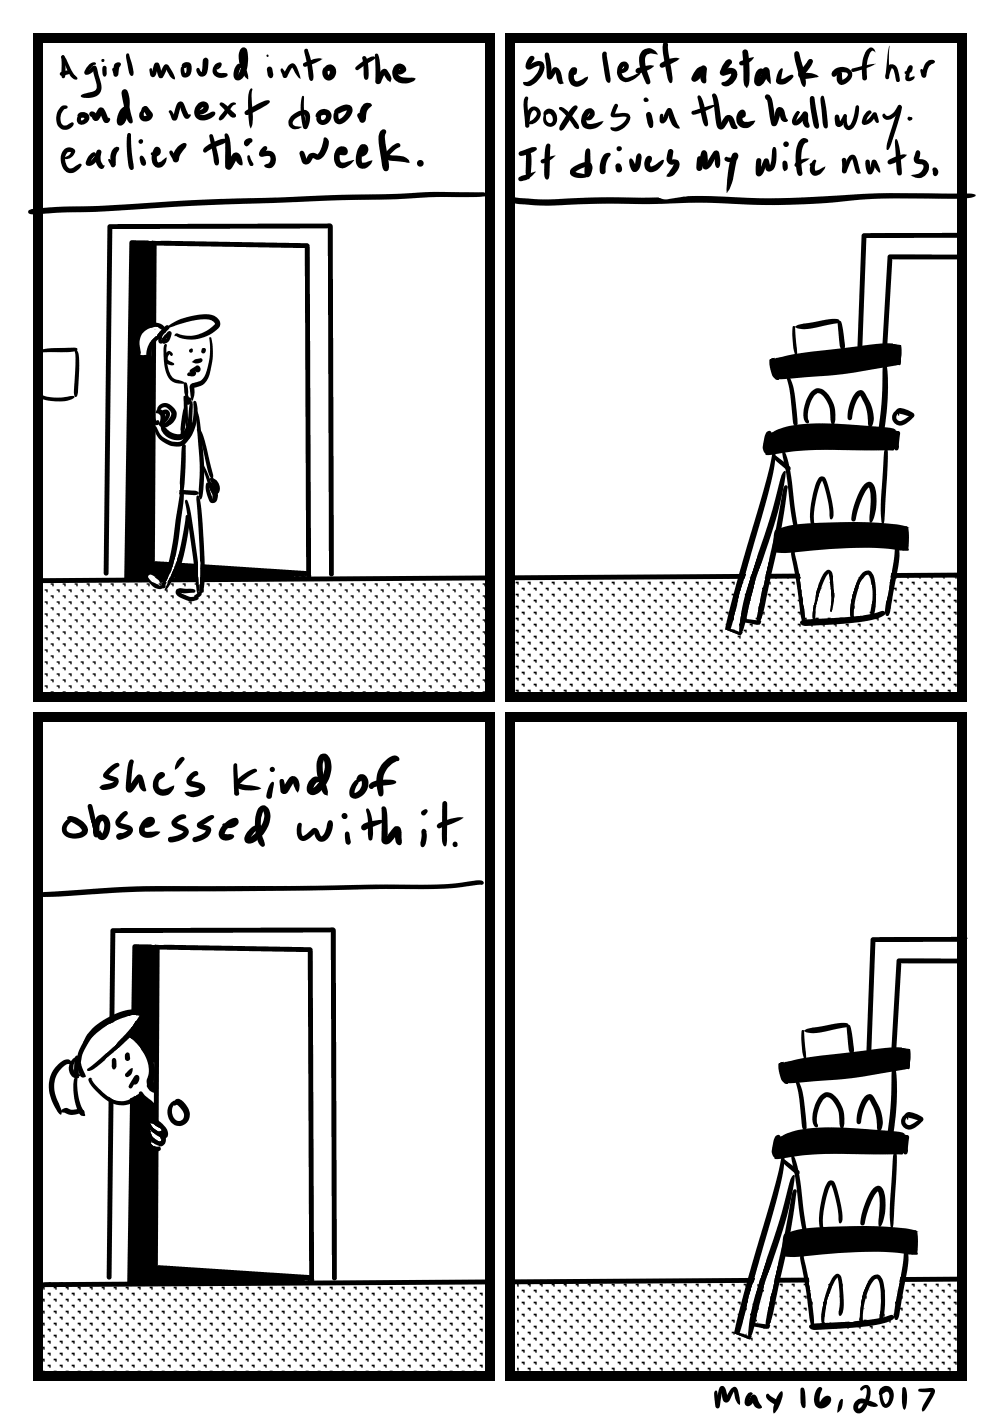 A girl moved into the
condo next door
earlier this week.
She left a stack of her
boxes in the hallway.
It drives my wife nuts.
she's kind of
obsessed with it.
May 16, 2017